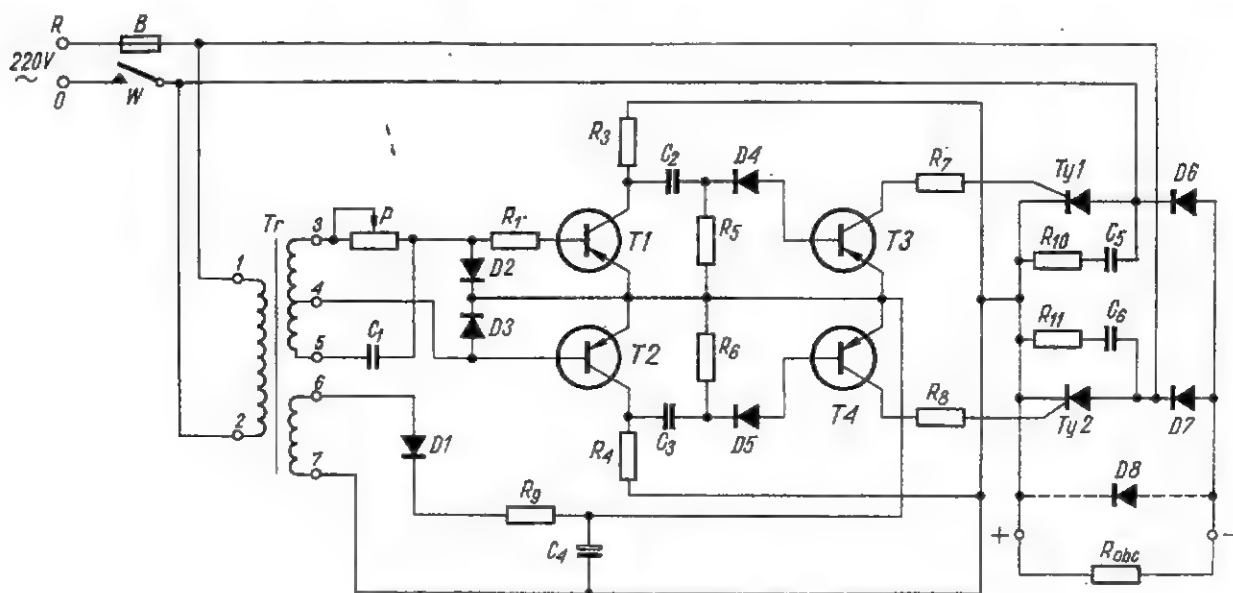 R
B
220V
~
0
W
R3
C2
D4
R7
Ty1
D6
Tr
3
P
R1
T1
R5
T3
D2
R10
C5
1
4
D3
5
C1
T2
R6
T4
R11
C6
6
2
D1
C3
D5
R8
Ty2
D7
7
R4
R9
D8
C4
+
-
Robc